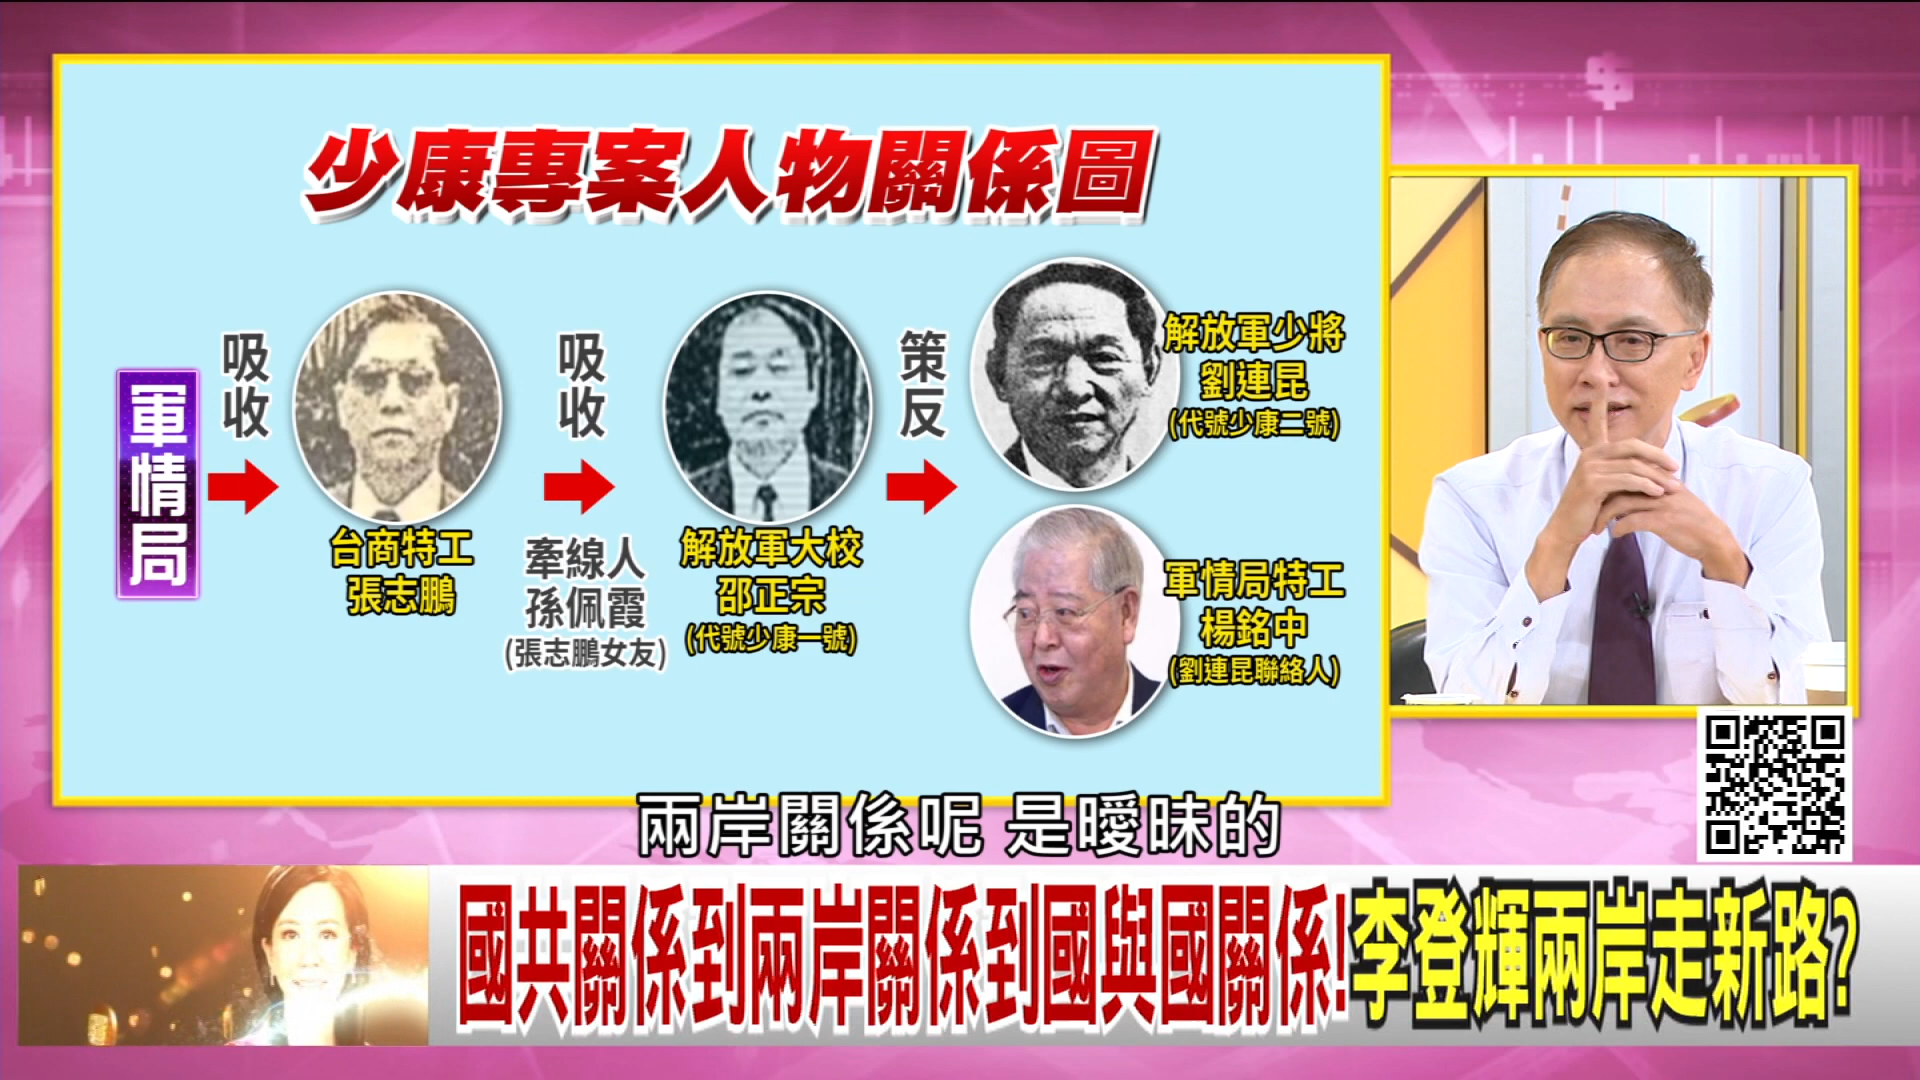 少康專案人物關係圖
軍情局
吸收
台商特工
張志鵬
吸收
牽線人
孫佩霞
(張志鵬女友)
解放軍大校
邵正宗
(代號少康一號)
策反
解放軍少將
劉連昆
(代號少康二號)
軍情局特工
楊銘中
(劉連昆聯絡人)
兩岸關係呢 是曖昧的
國共關係到兩岸關係到國與國關係!李登輝兩岸走新路?